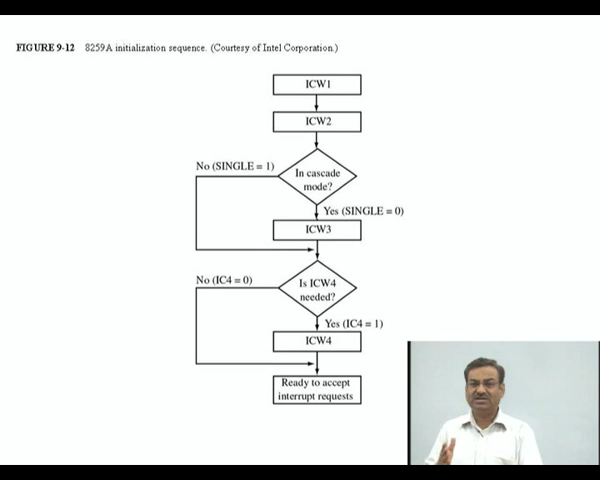 FIGURE 9-12 8259A initialization sequence. (Courtesy of Intel Corporation.)
ICW1
ICW2
No (SINGLE = 1)
In cascade
mode?
Yes (SINGLE = 0)
ICW3
No (IC4 = 0)
Is ICW4
needed?
Yes (IC4 = 1)
ICW4
Ready to accept
interrupt requests